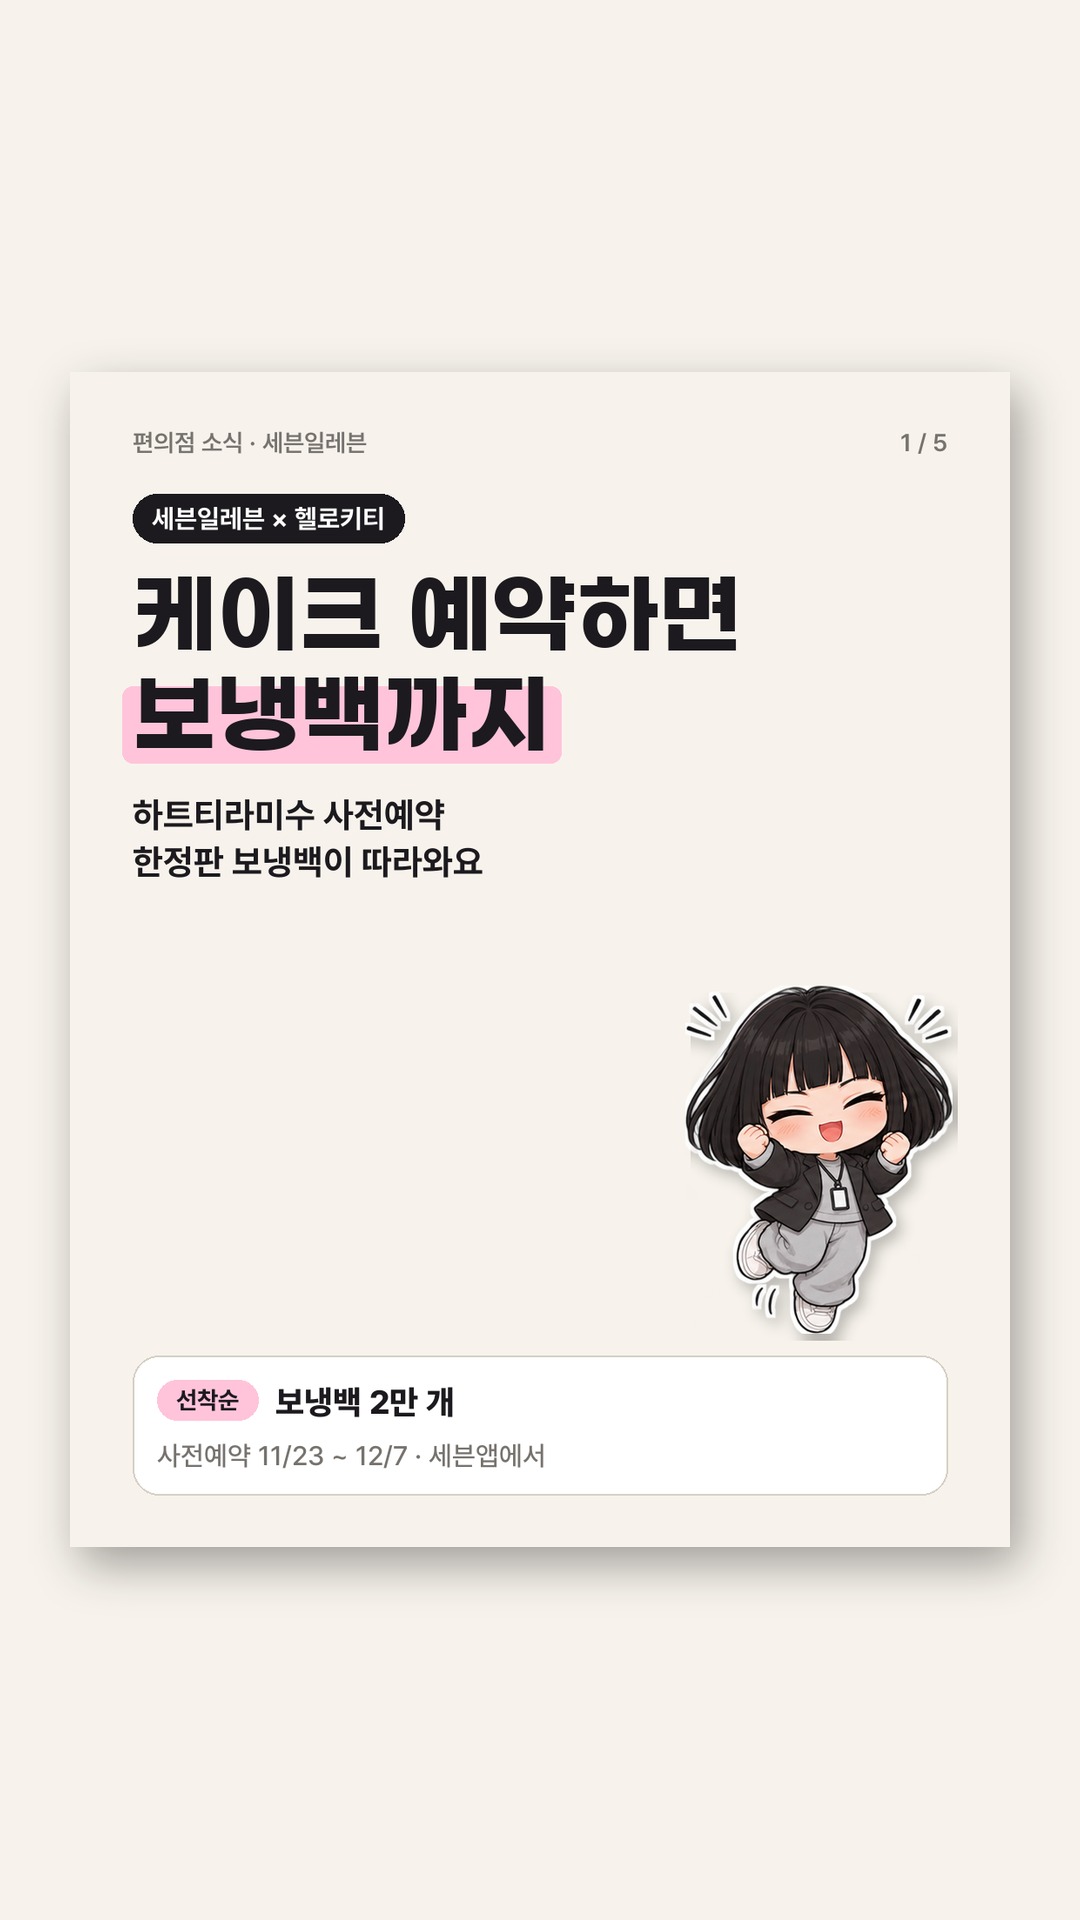 편의점 소식 · 세븐일레븐
1 / 5
세븐일레븐 × 헬로키티
케이크 예약하면
보냉백까지
하트티라미수 사전예약
한정판 보냉백이 따라와요
선착순 보냉백 2만 개
사전예약 11/23 ~ 12/7 · 세븐앱에서